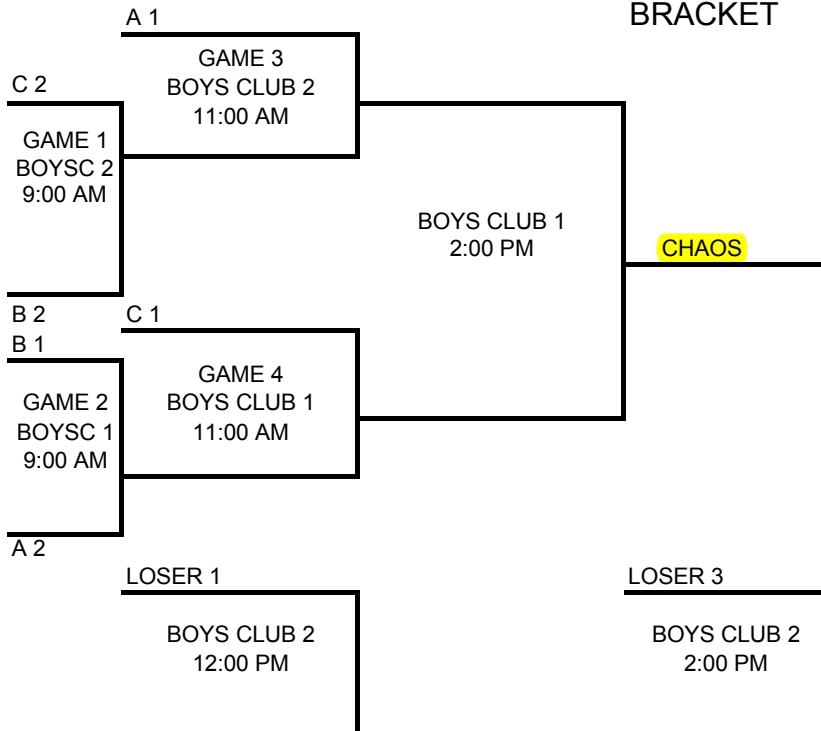 A 1
BRACKET
GAME 3
BOYS CLUB 2
11:00 AM
C 2
GAME 1
BOYSC 2
9:00 AM
BOYS CLUB 1
2:00 PM
CHAOS
B 2
C 1
B 1
GAME 4
BOYS CLUB 1
11:00 AM
GAME 2
BOYSC 1
9:00 AM
A 2
LOSER 1
LOSER 3
BOYS CLUB 2
12:00 PM
BOYS CLUB 2
2:00 PM